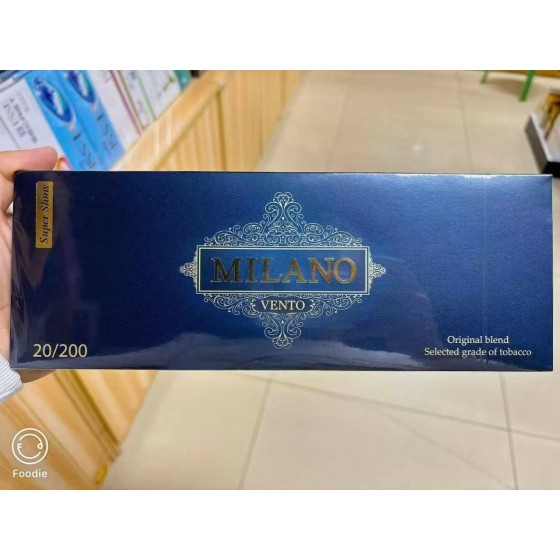 Super Slims
MILANO
VENTO
20/200
Original blend
Selected grade of tobacco
Foodie